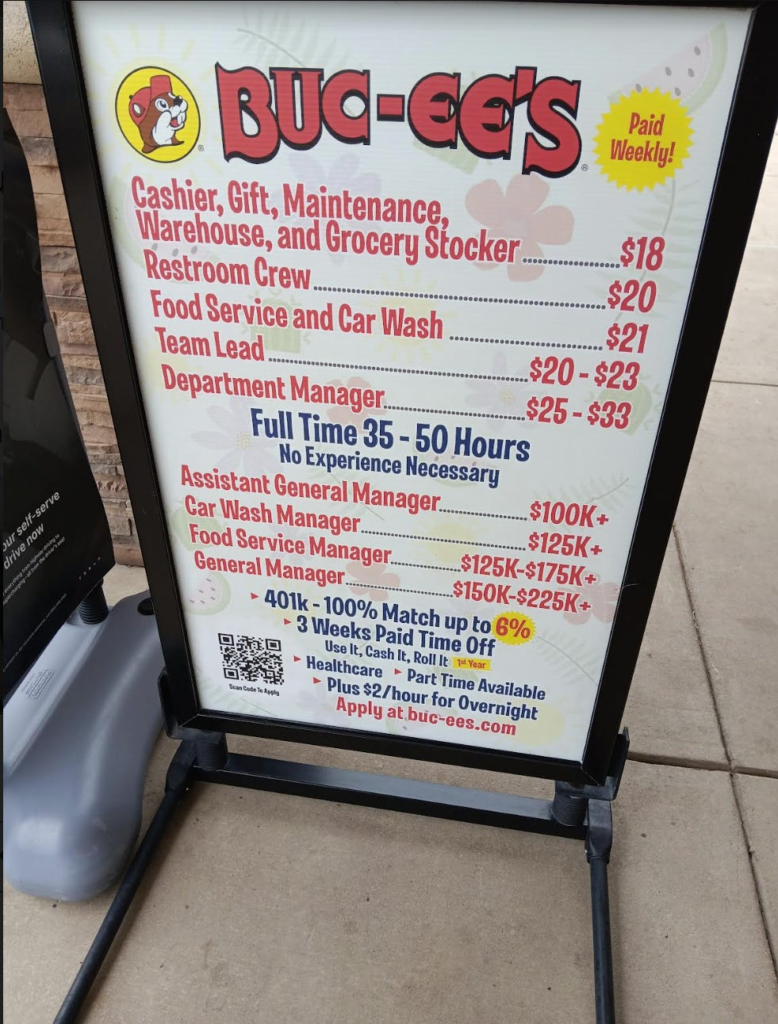 BUC-EE'S
Paid
Weekly!
Cashier, Gift, Maintenance,
Warehouse, and Grocery Stocker........................$18
Restroom Crew........................$20
Food Service and Car Wash ........................$21
Team Lead........................$20 - $23
Department Manager........................$25 - $33
Full Time 35 - 50 Hours
No Experience Necessary
Assistant General Manager........................$100K+
Car Wash Manager........................$125K+
Food Service Manager........................$125K-$175K+
General Manager........................$150K-$225K+
401k - 100% Match up to 6%
3 Weeks Paid Time Off
Use It, Cash It, Roll It 1st Year
Healthcare Part Time Available
Plus $2/hour for Overnight
Apply at buc-ees.com
Scan Code To Apply
our self-serve
drive now